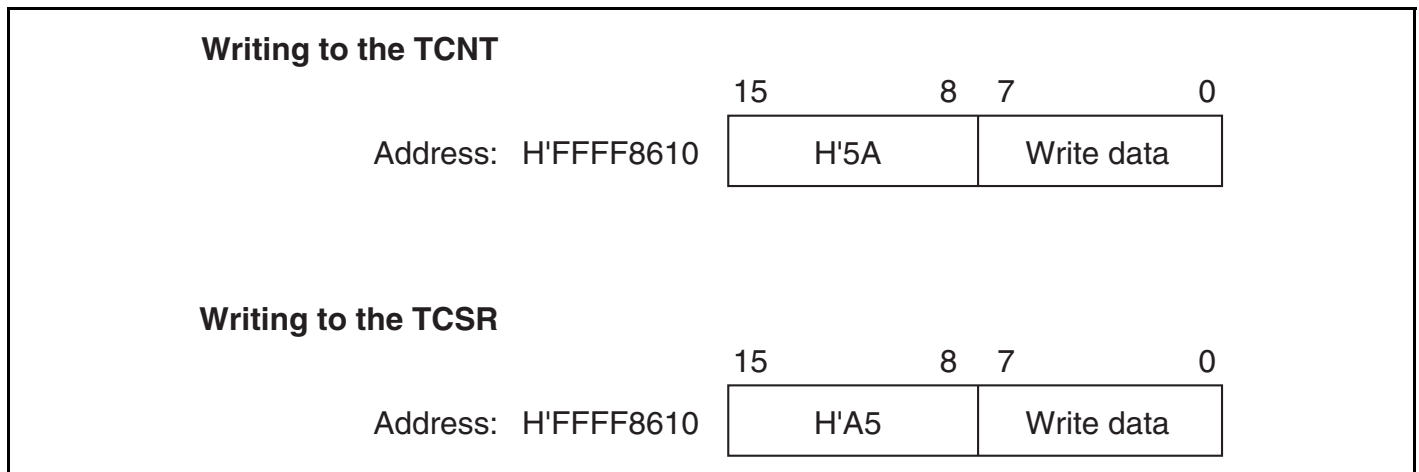 Writing to the TCNT
15 8 7 0
Address: H'FFFF8610 H'5A Write data
Writing to the TCSR
15 8 7 0
Address: H'FFFF8610 H'A5 Write data